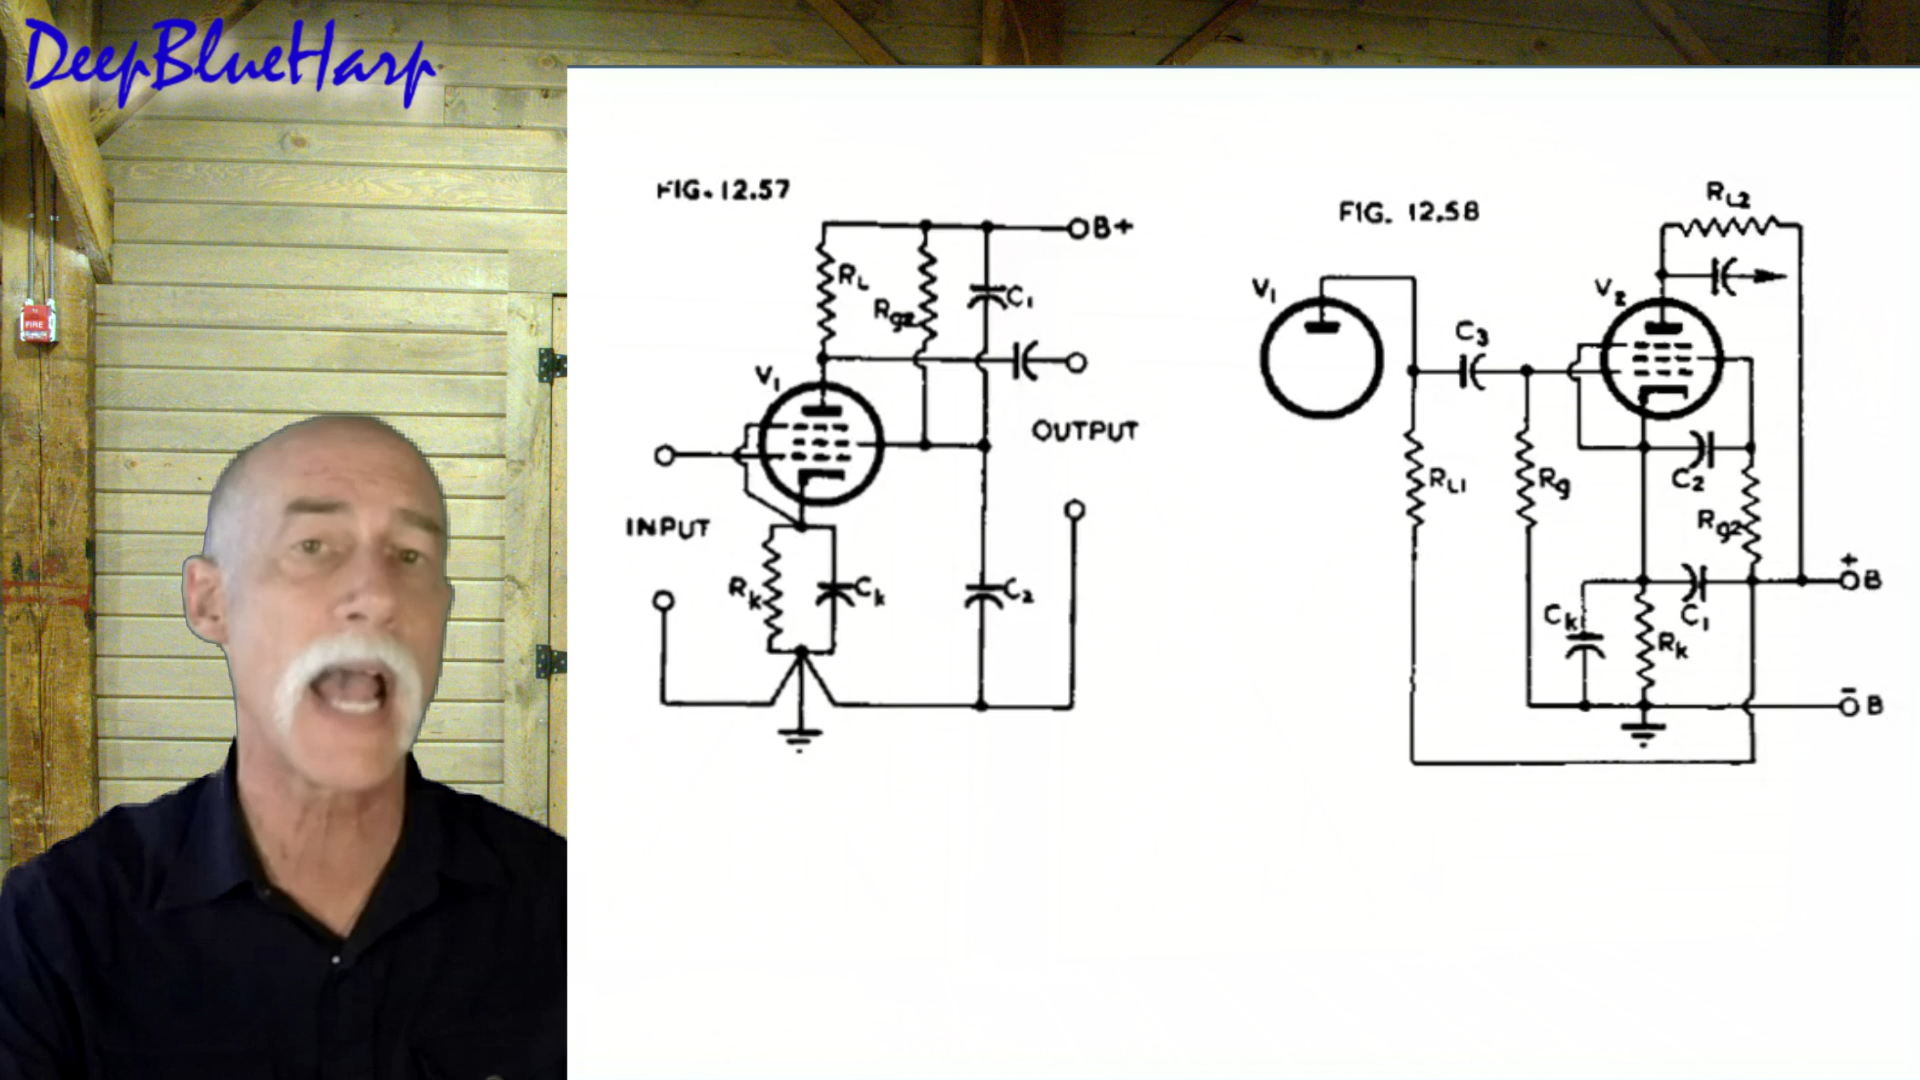 DeepBlueHarp
FIRE
FIG. 12.57
B+
RL
Rg2
C1
V1
OUTPUT
INPUT
Rk
Ck
C2
FIG. 12.58
RL2
V1
V2
C3
RL1
Rg
C2
Rg2
+
B
Ck
C1
Rk
-
B